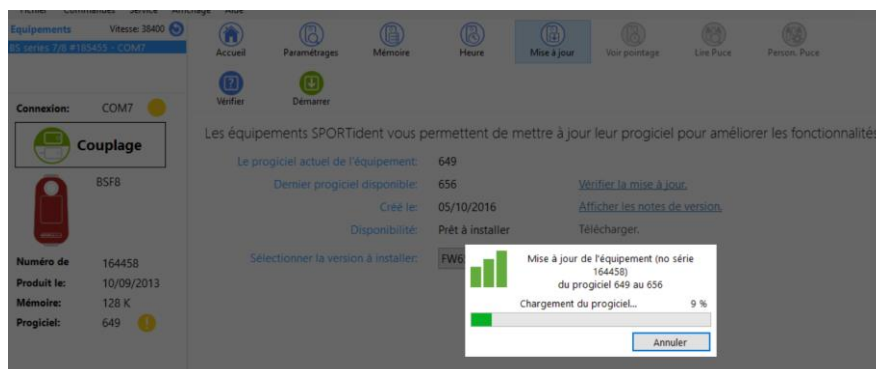 Fichier Commandes Service Affichage Aide
Equipements Vitesse: 38400
BS series 7/8 #185455 - COM7
Accueil Paramétrages Mémoire Heure Mise à jour Voir pointage Lire Puce Person. Puce
Vérifier Démarrer
Connexion: COM7
Couplage
BSF8
Numéro de 164458
Produit le: 10/09/2013
Mémoire: 128 K
Progiciel: 649
Les équipements SPORTident vous permettent de mettre à jour leur progiciel pour améliorer les fonctionnalités
Le progiciel actuel de l'équipement: 649
Dernier progiciel disponible: 656 Vérifier la mise à jour.
Créé le: 05/10/2016 Afficher les notes de version.
Disponibilité: Prêt à installer Télécharger.
Sélectionner la version à installer:
Mise à jour de l'équipement (no série
164458)
du progiciel 649 au 656
Chargement du progiciel... 9 %
Annuler